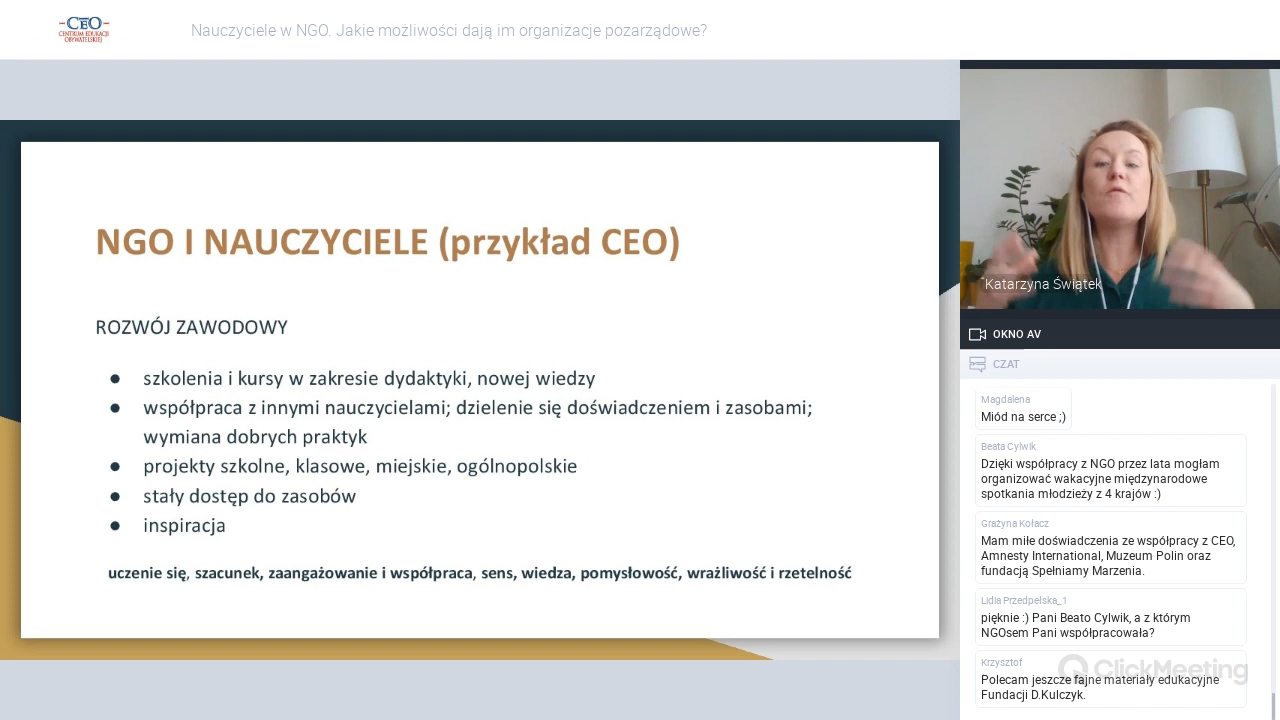 CEO
CENTRUM EDUKACJI
OBYWATELSKIEJ
Nauczyciele w NGO. Jakie możliwości dają im organizacje pozarządowe?
NGO I NAUCZYCIELE (przykład CEO)
ROZWÓJ ZAWODOWY
● szkolenia i kursy w zakresie dydaktyki, nowej wiedzy
● współpraca z innymi nauczycielami; dzielenie się doświadczeniem i zasobami;
wymiana dobrych praktyk
● projekty szkolne, klasowe, miejskie, ogólnopolskie
● stały dostęp do zasobów
● inspiracja
uczenie się, szacunek, zaangażowanie i współpraca, sens, wiedza, pomysłowość, wrażliwość i rzetelność
Katarzyna Świątek
OKNO AV
CZAT
Magdalena
Miód na serce ;)
Beata Cylwik
Dzięki współpracy z NGO przez lata mogłam
organizować wakacyjne międzynarodowe
spotkania młodzieży z 4 krajów :)
Grażyna Kołacz
Mam miłe doświadczenia ze współpracy z CEO,
Amnesty International, Muzeum Polin oraz
fundacją Spełniamy Marzenia.
Lidia Przedpelska_1
pięknie :) Pani Beato Cylwik, a z którym
NGOsem Pani współpracowała?
Krzysztof
Polecam jeszcze fajne materiały edukacyjne
Fundacji D.Kulczyk.
ClickMeeting